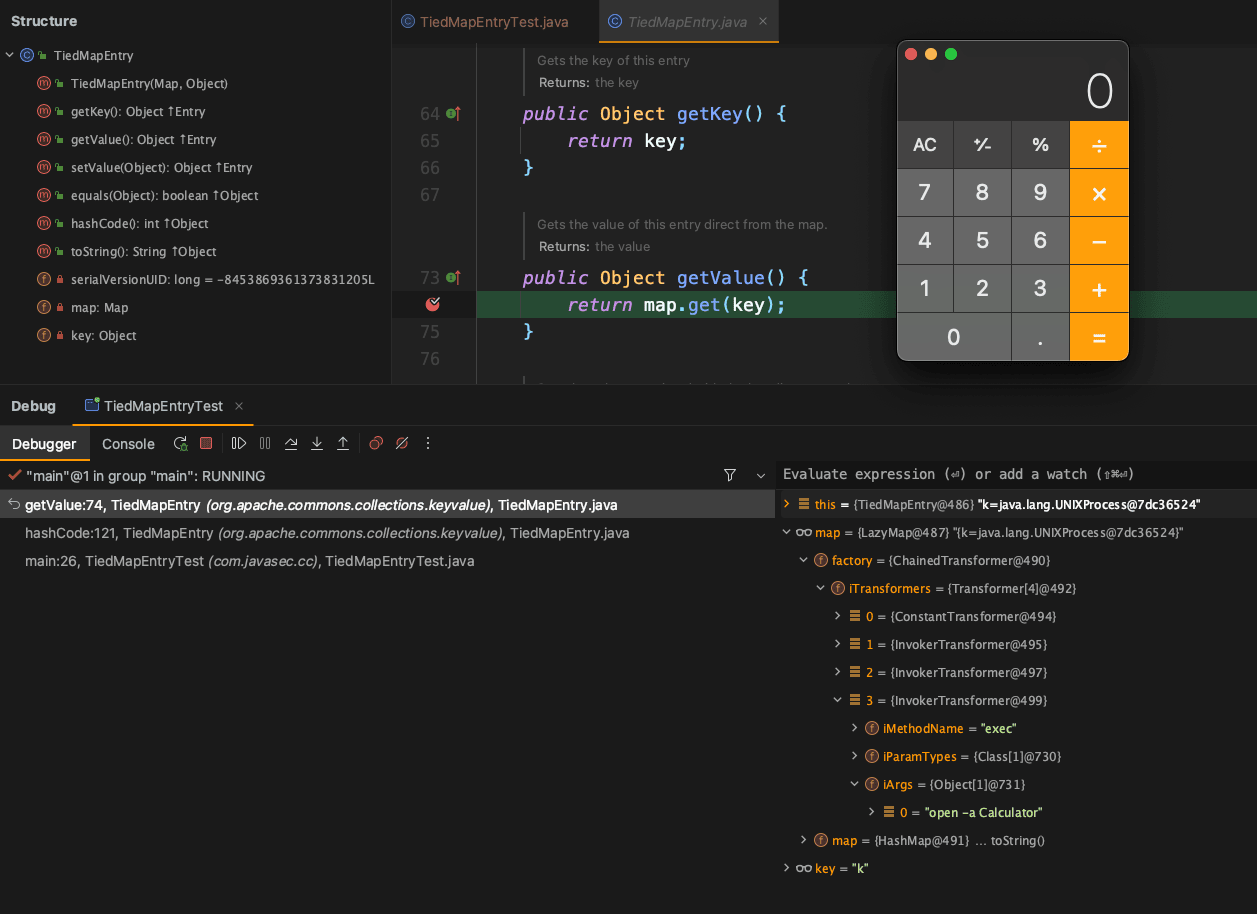 Structure
TiedMapEntry
TiedMapEntry(Map, Object)
getKey(): Object ↑Entry
getValue(): Object ↑Entry
setValue(Object): Object ↑Entry
equals(Object): boolean ↑Object
hashCode(): int ↑Object
toString(): String ↑Object
serialVersionUID: long = -8453869361373831205L
map: Map
key: Object
TiedMapEntryTest.java
TiedMapEntry.java
Gets the key of this entry
Returns: the key
64 public Object getKey() {
65 return key;
66 }
67
Gets the value of this entry direct from the map.
Returns: the value
73 public Object getValue() {
return map.get(key);
75 }
76
0
AC ⁺∕₋ % ÷
7 8 9 ×
4 5 6 −
1 2 3 +
0 . =
Debug TiedMapEntryTest
Debugger Console
"main"@1 in group "main": RUNNING
getValue:74, TiedMapEntry (org.apache.commons.collections.keyvalue), TiedMapEntry.java
hashCode:121, TiedMapEntry (org.apache.commons.collections.keyvalue), TiedMapEntry.java
main:26, TiedMapEntryTest (com.javasec.cc), TiedMapEntryTest.java
Evaluate expression (⏎) or add a watch (⇧⌘⏎)
this = {TiedMapEntry@486} "k=java.lang.UNIXProcess@7dc36524"
map = {LazyMap@487} "{k=java.lang.UNIXProcess@7dc36524}"
factory = {ChainedTransformer@490}
iTransformers = {Transformer[4]@492}
0 = {ConstantTransformer@494}
1 = {InvokerTransformer@495}
2 = {InvokerTransformer@497}
3 = {InvokerTransformer@499}
iMethodName = "exec"
iParamTypes = {Class[1]@730}
iArgs = {Object[1]@731}
0 = "open -a Calculator"
map = {HashMap@491} ... toString()
key = "k"